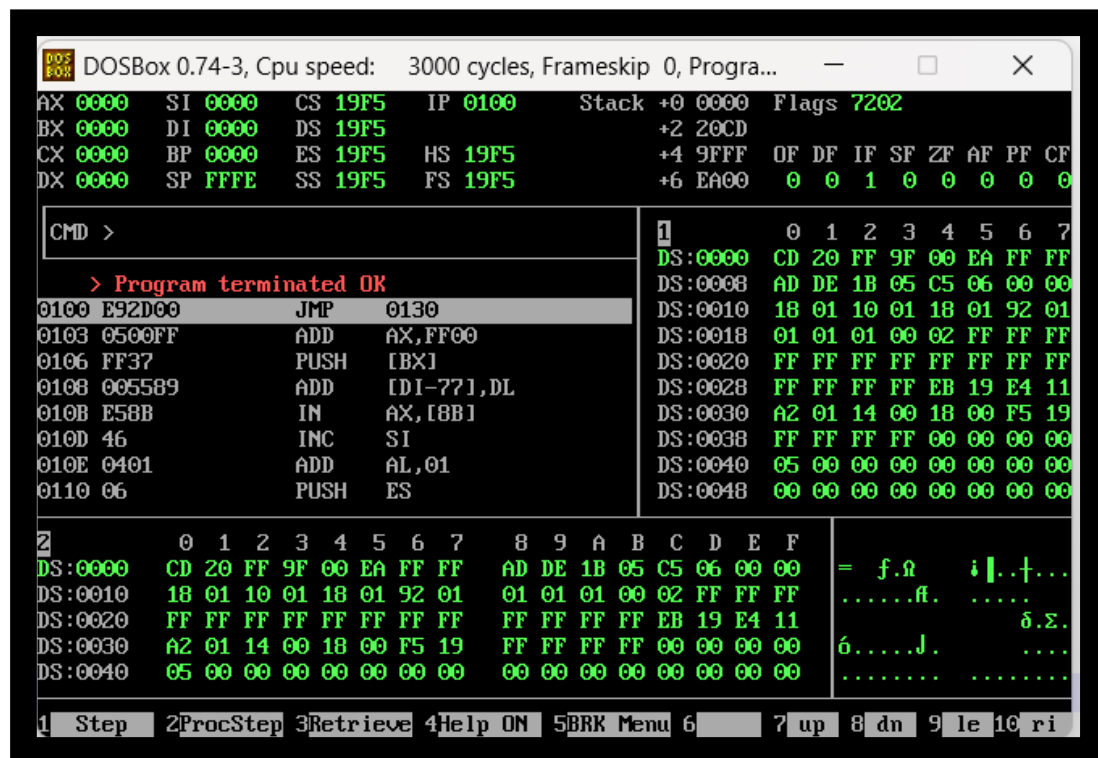 DOS BOX DOSBox 0.74-3, Cpu speed: 3000 cycles, Frameskip 0, Progra...
AX 0000 SI 0000 CS 19F5 IP 0100 Stack +0 0000 Flags 7202
BX 0000 DI 0000 DS 19F5 +2 20CD
CX 0000 BP 0000 ES 19F5 HS 19F5 +4 9FFF OF DF IF SF ZF AF PF CF
DX 0000 SP FFFE SS 19F5 FS 19F5 +6 EA00 0 0 1 0 0 0 0 0
CMD >
> Program terminated OK
0100 E92D00 JMP 0130
0103 0500FF ADD AX,FF00
0106 FF37 PUSH [BX]
0108 005589 ADD [DI-77],DL
010B E58B IN AX,[8B]
010D 46 INC SI
010E 0401 ADD AL,01
0110 06 PUSH ES
1 0 1 2 3 4 5 6 7
DS:0000 CD 20 FF 9F 00 EA FF FF
DS:0008 AD DE 1B 05 C5 06 00 00
DS:0010 18 01 10 01 18 01 92 01
DS:0018 01 01 01 00 02 FF FF FF
DS:0020 FF FF FF FF FF FF FF FF
DS:0028 FF FF FF FF EB 19 E4 11
DS:0030 A2 01 14 00 18 00 F5 19
DS:0038 FF FF FF FF 00 00 00 00
DS:0040 05 00 00 00 00 00 00 00
DS:0048 00 00 00 00 00 00 00 00
2 0 1 2 3 4 5 6 7 8 9 A B C D E F
DS:0000 CD 20 FF 9F 00 EA FF FF AD DE 1B 05 C5 06 00 00 = ƒ.Ω ¡▐..┼...
DS:0010 18 01 10 01 18 01 92 01 01 01 01 00 02 FF FF FF ......Æ. .....
DS:0020 FF FF FF FF FF FF FF FF FF FF FF FF EB 19 E4 11 δ.Σ.
DS:0030 A2 01 14 00 18 00 F5 19 FF FF FF FF 00 00 00 00 ó.....⌡. ....
DS:0040 05 00 00 00 00 00 00 00 00 00 00 00 00 00 00 00 ........ ........
1 Step 2ProcStep 3Retrieve 4Help ON 5BRK Menu 6 7 up 8 dn 9 le 10 ri